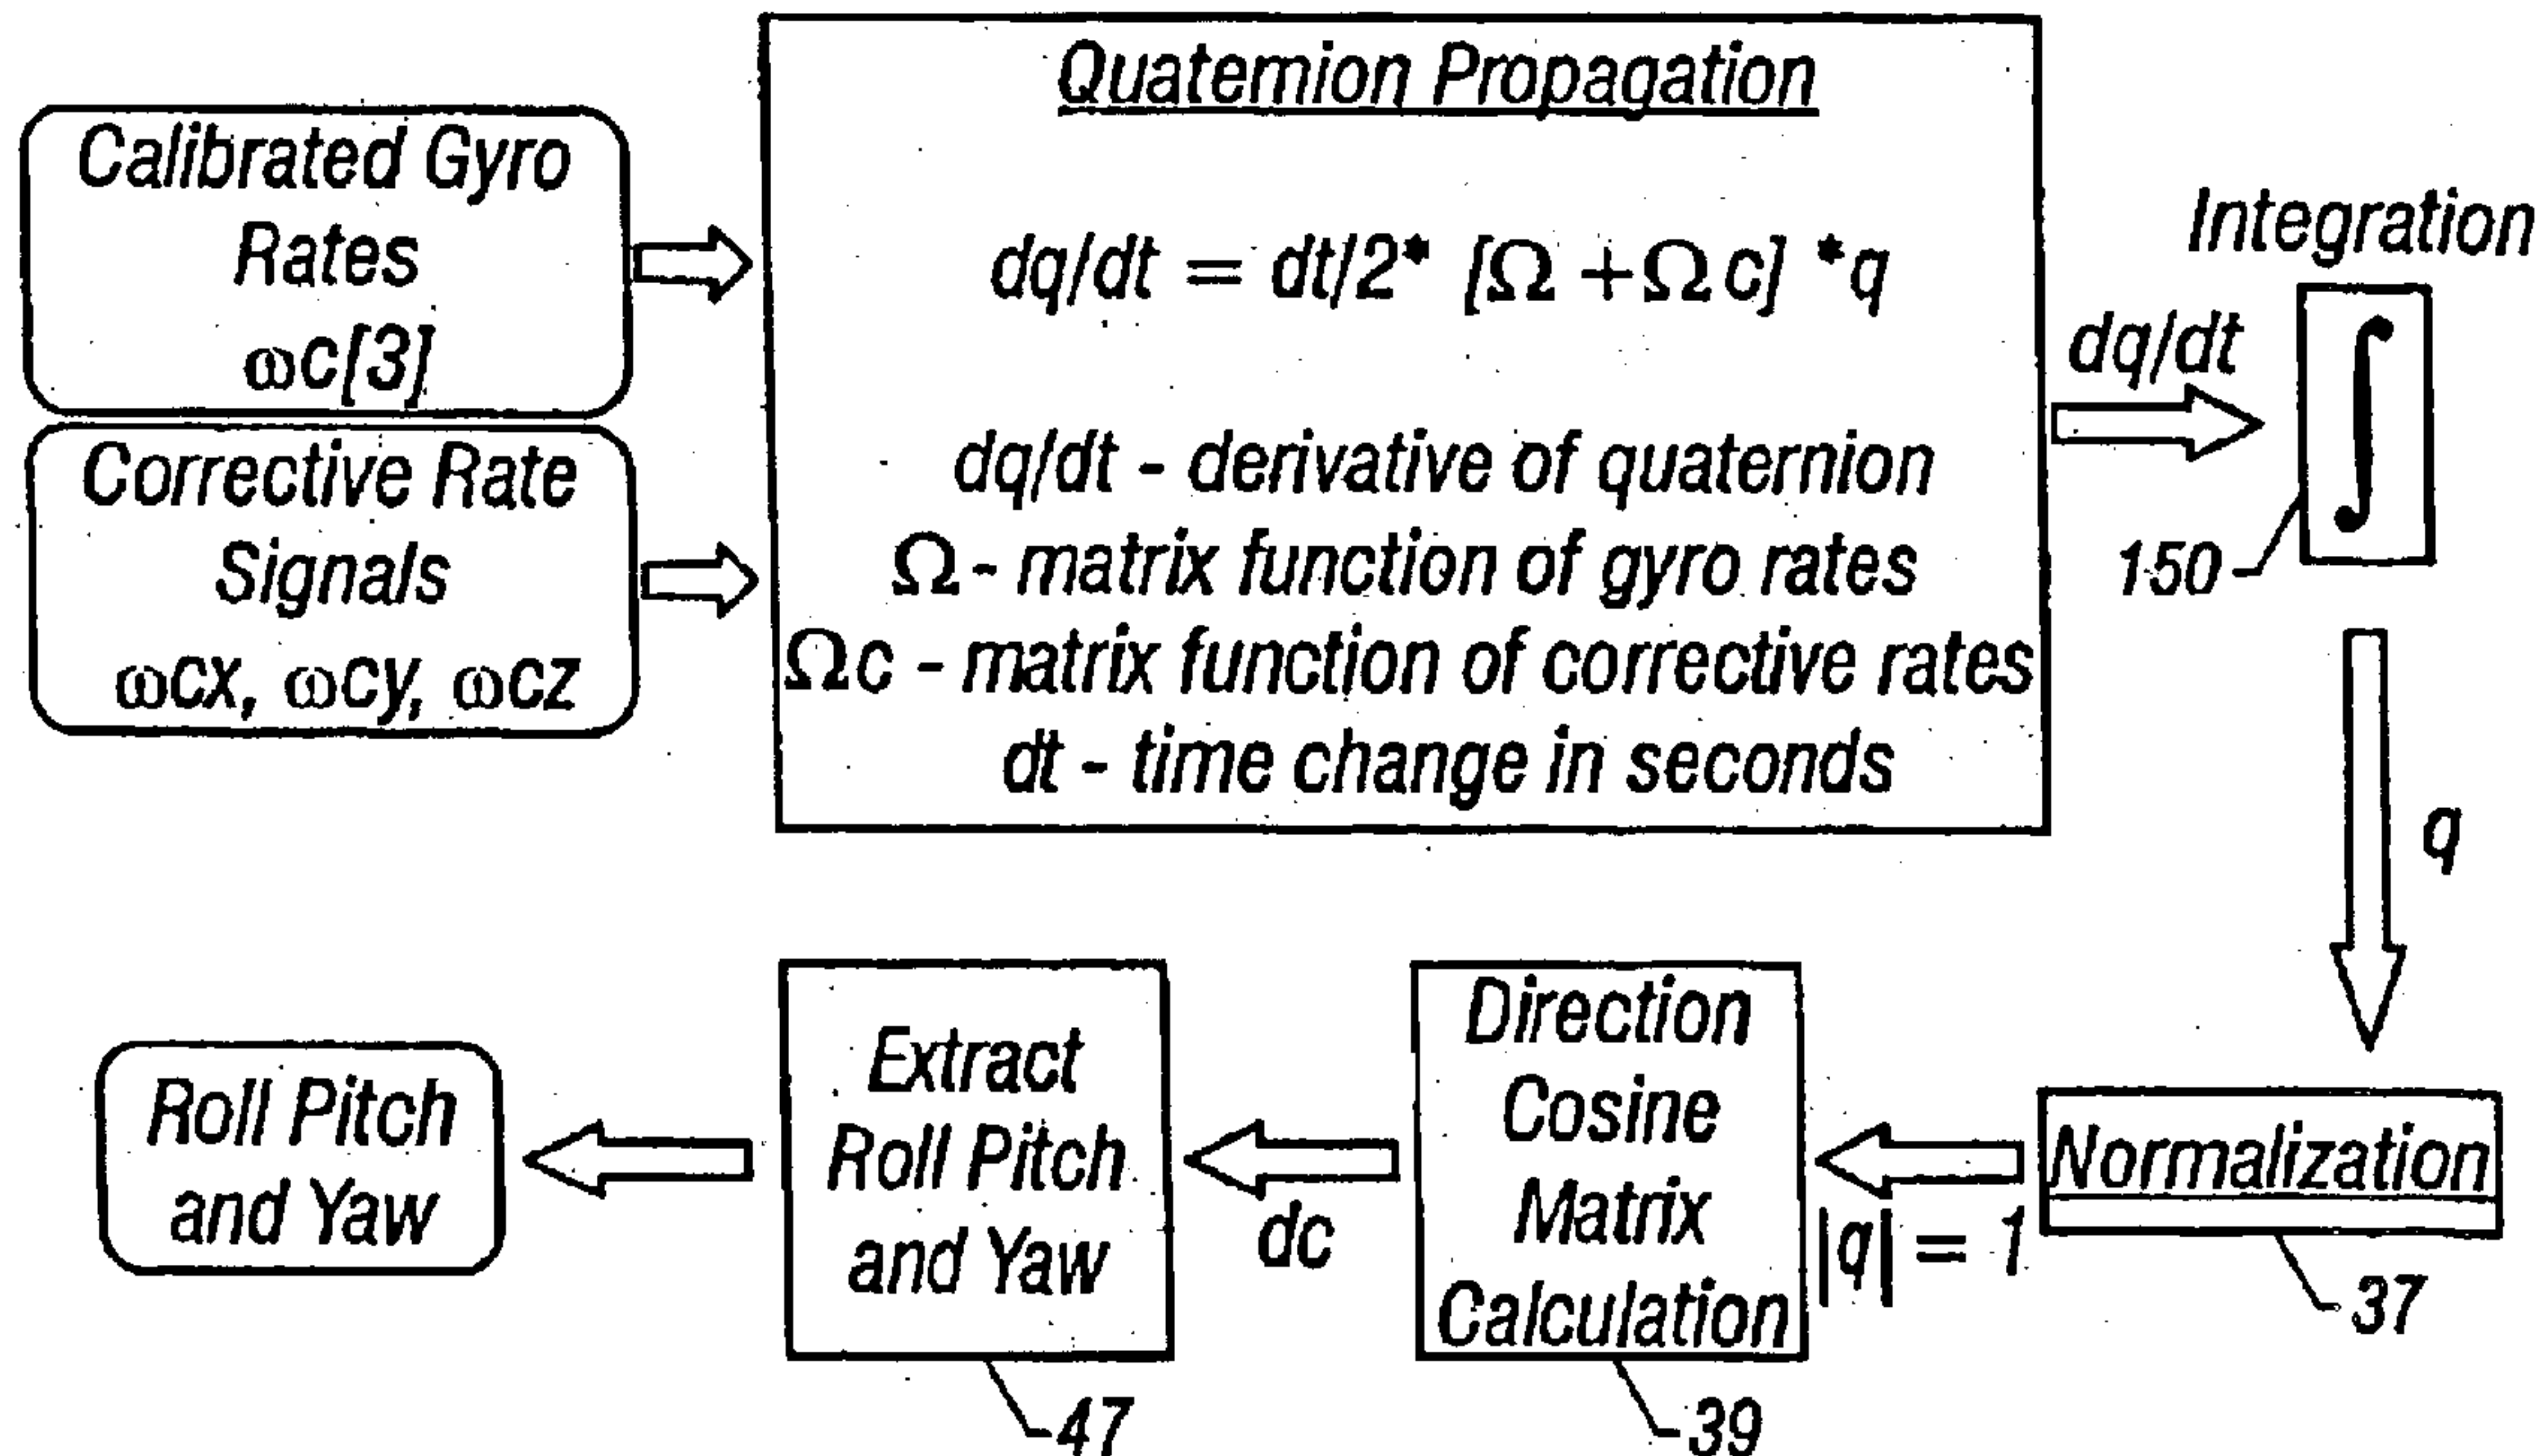 Calibrated Gyro
Rates
ωc[3]
Corrective Rate
Signals
ωcx, ωcy, ωcz
Quaternion Propagation
dq/dt = dt/2* [Ω + Ωc] *q
dq/dt - derivative of quaternion
Ω - matrix function of gyro rates
Ωc - matrix function of corrective rates
dt - time change in seconds
dq/dt
Integration
∫
150
q
Normalization
37
|q| = 1
Direction
Cosine
Matrix
Calculation
39
dc
Extract
Roll Pitch
and Yaw
47
Roll Pitch
and Yaw